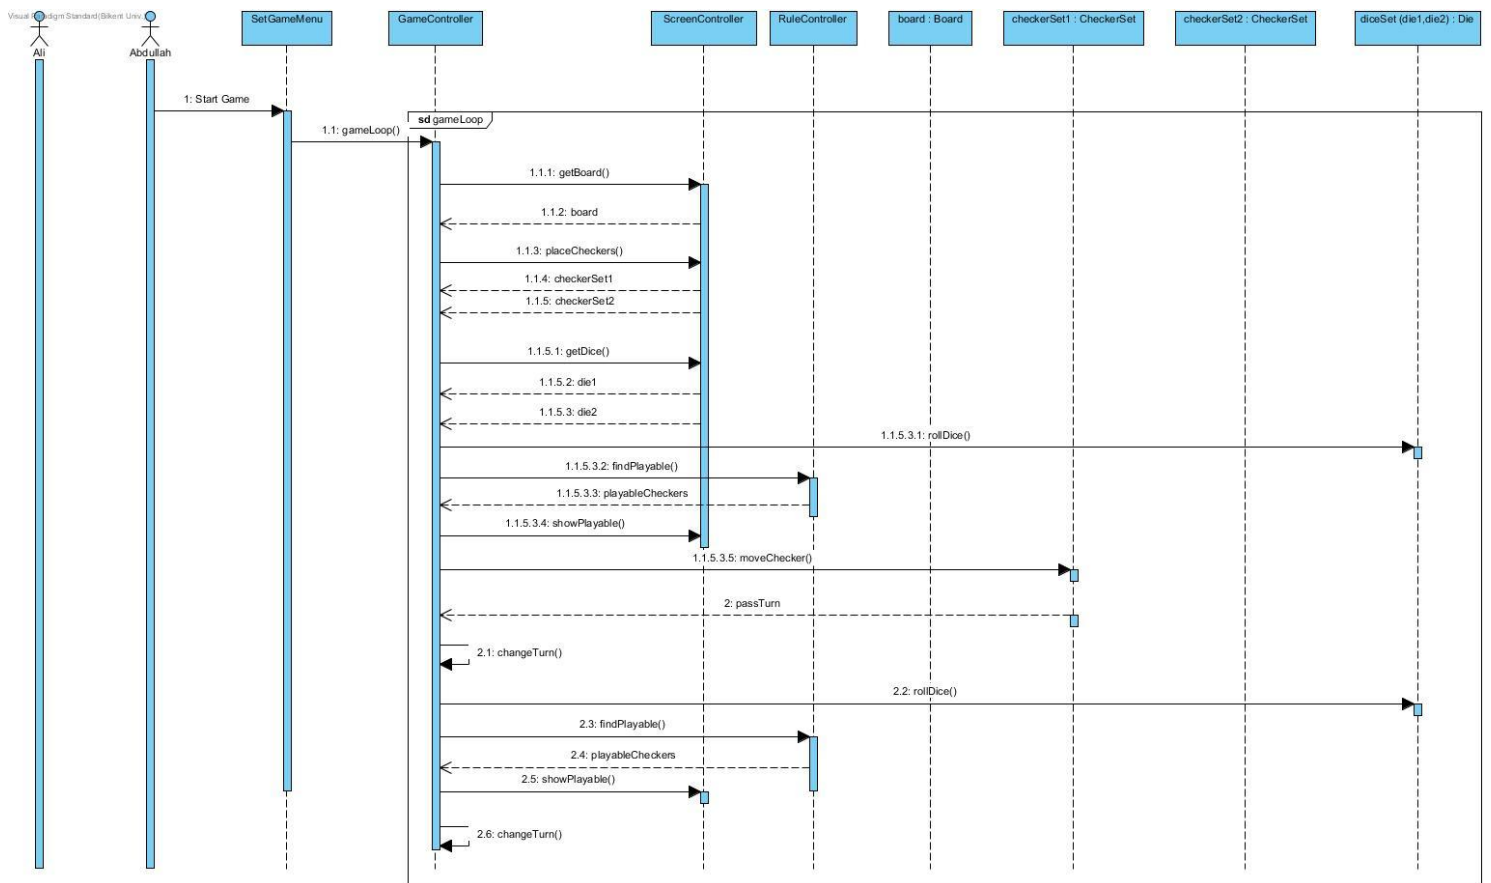 Visual Paradigm Standard(Bilkent Univ.)
SetGameMenu
GameController
ScreenController
RuleController
board : Board
checkerSet1 : CheckerSet
checkerSet2 : CheckerSet
diceSet (die1,die2) : Die
Ali
Abdullah
1: Start Game
sd gameLoop
1.1: gameLoop()
1.1.1: getBoard()
1.1.2: board
1.1.3: placeCheckers()
1.1.4: checkerSet1
1.1.5: checkerSet2
1.1.5.1: getDice()
1.1.5.2: die1
1.1.5.3: die2
1.1.5.3.1: rollDice()
1.1.5.3.2: findPlayable()
1.1.5.3.3: playableCheckers
1.1.5.3.4: showPlayable()
1.1.5.3.5: moveChecker()
2: passTurn
2.1: changeTurn()
2.2: rollDice()
2.3: findPlayable()
2.4: playableCheckers
2.5: showPlayable()
2.6: changeTurn()